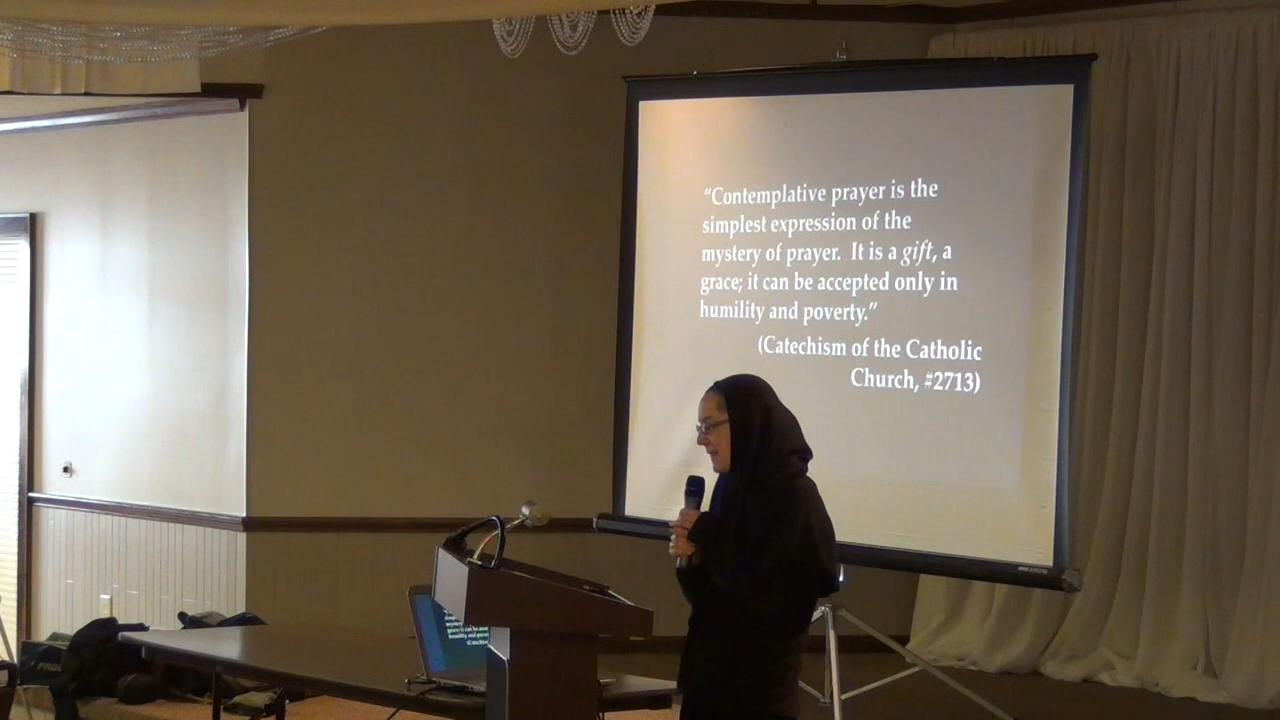 “Contemplative prayer is the
simplest expression of the
mystery of prayer.  It is a gift, a
grace; it can be accepted only in
humility and poverty.”
(Catechism of the Catholic
Church, #2713)